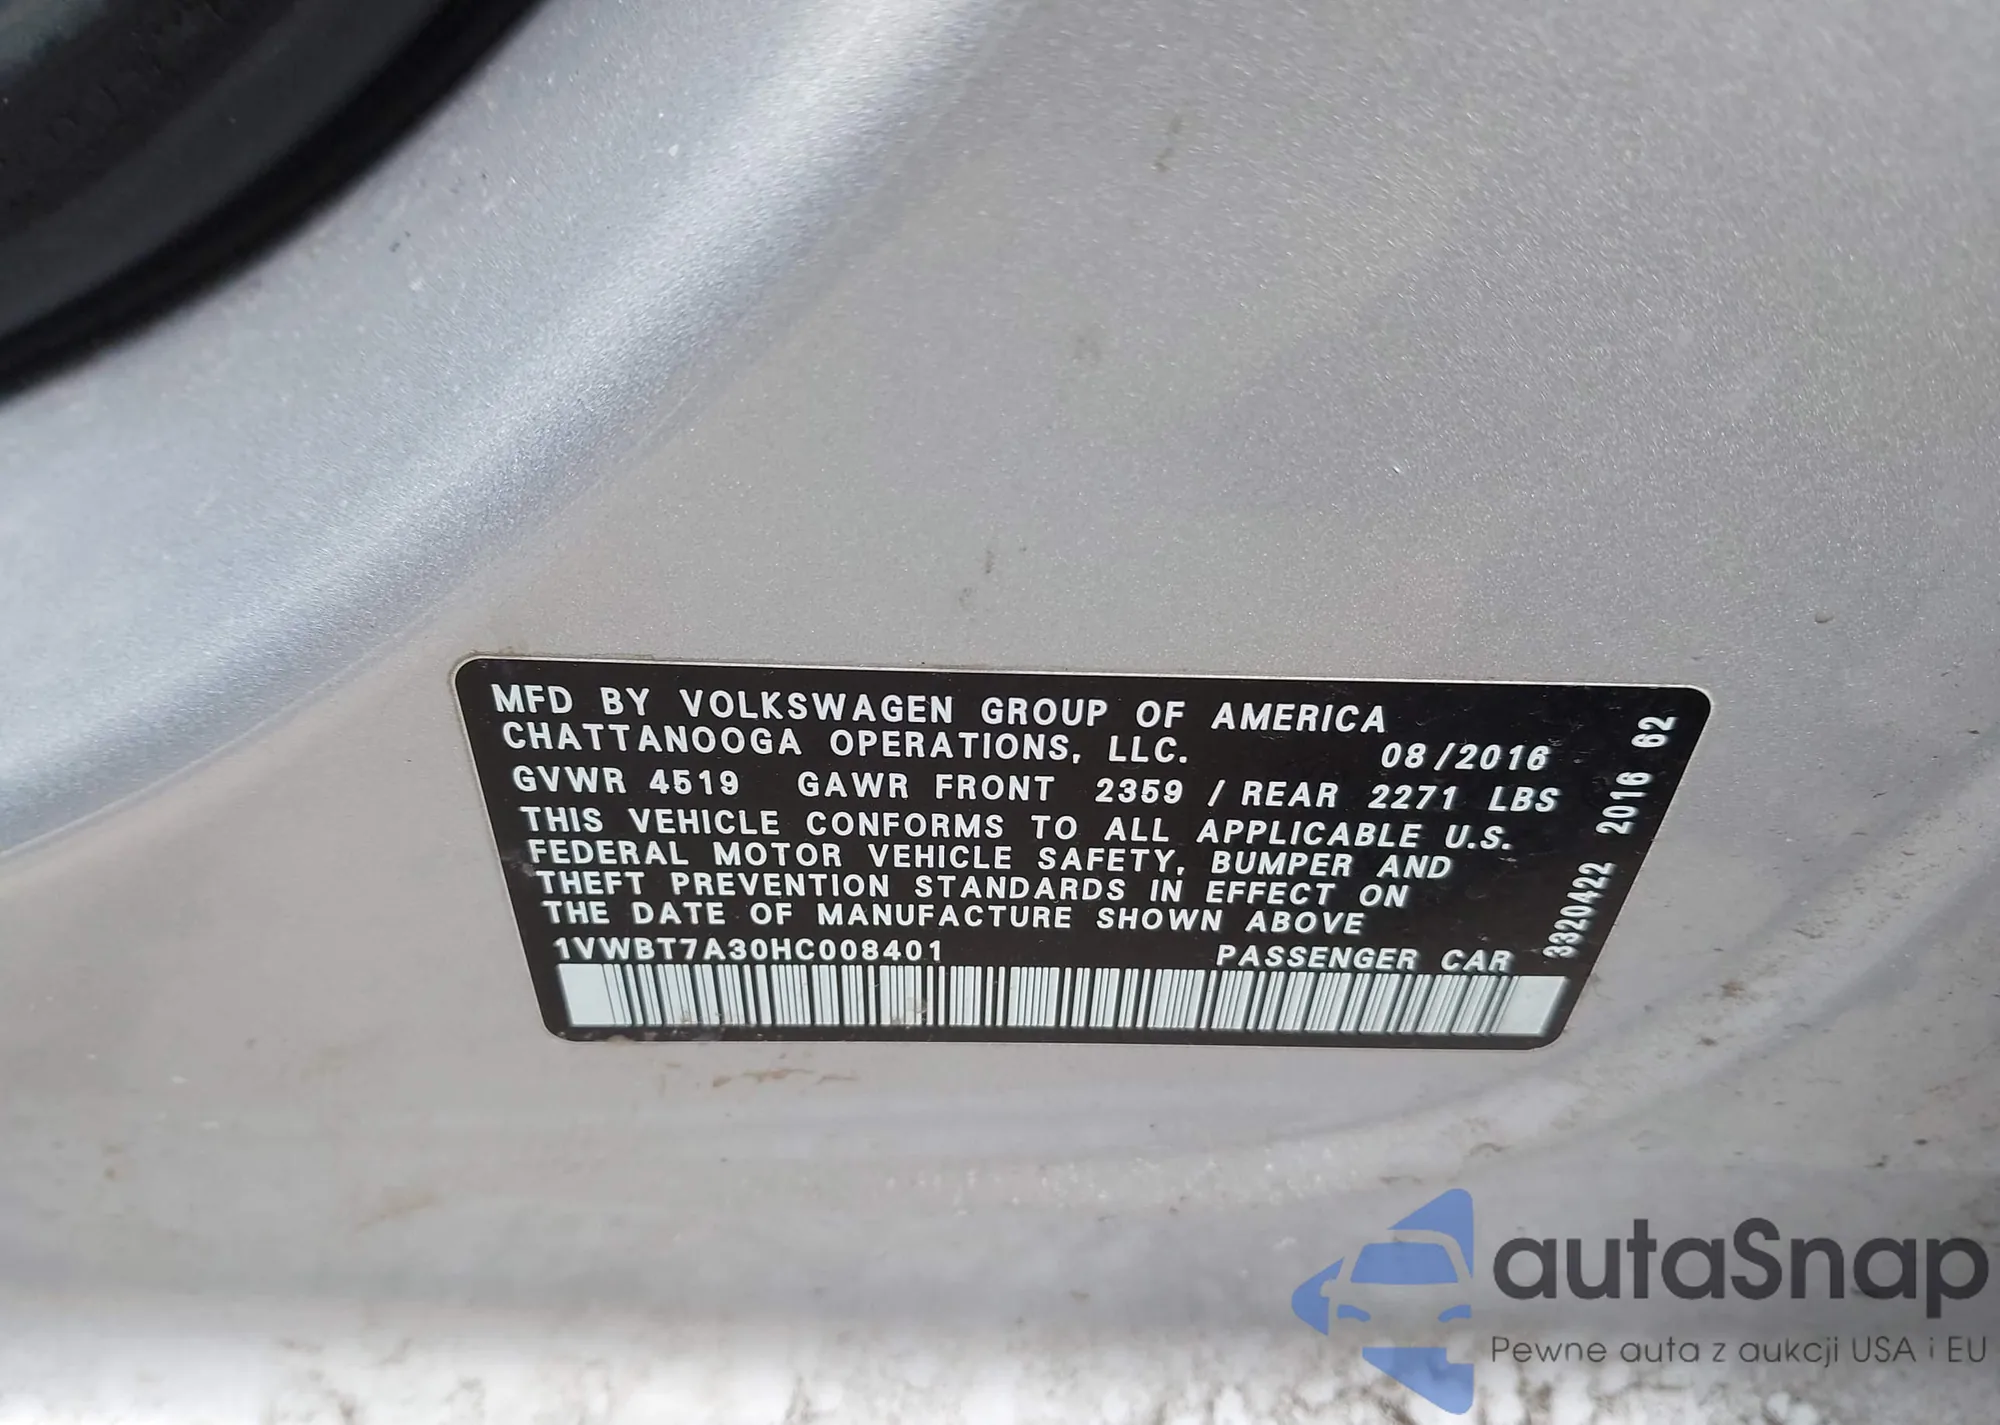 MFD BY VOLKSWAGEN GROUP OF AMERICA
CHATTANOOGA OPERATIONS, LLC. 08/2016
GVWR 4519 GAWR FRONT 2359 / REAR 2271 LBS
THIS VEHICLE CONFORMS TO ALL APPLICABLE U.S.
FEDERAL MOTOR VEHICLE SAFETY, BUMPER AND
THEFT PREVENTION STANDARDS IN EFFECT ON
THE DATE OF MANUFACTURE SHOWN ABOVE
1VWBT7A30HC008401 PASSENGER CAR
3320422 2016 62
autaSnap
Pewne auta z aukcji USA i EU